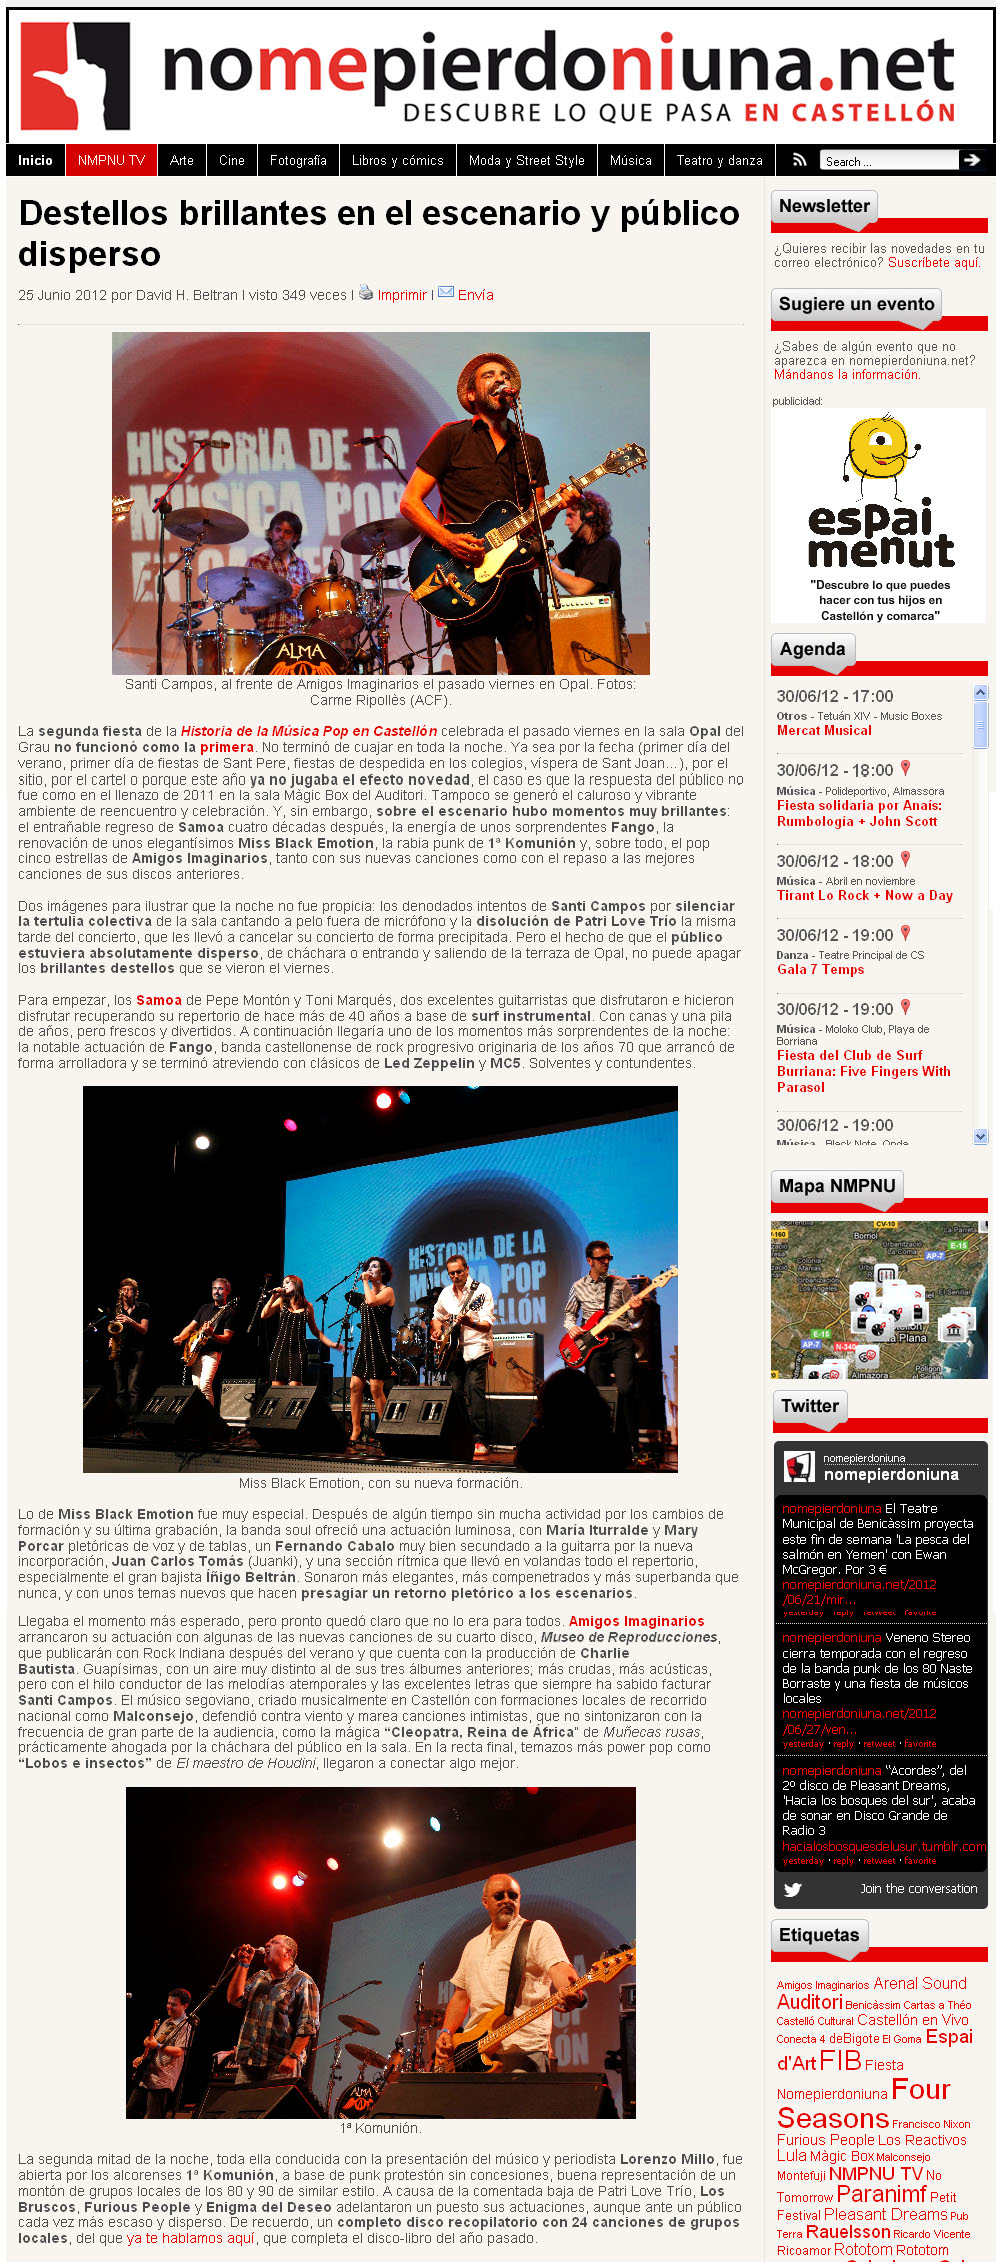 nomepierdoniuna.net
DESCUBRE LO QUE PASA EN CASTELLÓN
Inicio NMPNU TV Arte Cine Fotografía Libros y cómics Moda y Street Style Música Teatro y danza Search ...
Destellos brillantes en el escenario y público
disperso
25 Junio 2012 por David H. Beltran | visto 349 veces | Imprimir | Envía
HISTORIA DE LA
MÚSICA POP
ALMA
Marshall
Santi Campos, al frente de Amigos Imaginarios el pasado viernes en Opal. Fotos:
Carme Ripollès (ACF).
La segunda fiesta de la Historia de la Música Pop en Castellón celebrada el pasado viernes en la sala Opal del
Grau no funcionó como la primera. No terminó de cuajar en toda la noche. Ya sea por la fecha (primer día del
verano, primer día de fiestas de Sant Pere, fiestas de despedida en los colegios, víspera de Sant Joan...), por el
sitio, por el cartel o porque este año ya no jugaba el efecto novedad, el caso es que la respuesta del público no
fue como en el llenazo de 2011 en la sala Màgic Box del Auditori. Tampoco se generó el caluroso y vibrante
ambiente de reencuentro y celebración. Y, sin embargo, sobre el escenario hubo momentos muy brillantes:
el entrañable regreso de Samoa cuatro décadas después, la energía de unos sorprendentes Fango, la
renovación de unos elegantísimos Miss Black Emotion, la rabia punk de 1ª Komunión y, sobre todo, el pop
cinco estrellas de Amigos Imaginarios, tanto con sus nuevas canciones como con el repaso a las mejores
canciones de sus discos anteriores.
Dos imágenes para ilustrar que la noche no fue propicia: los denodados intentos de Santi Campos por silenciar
la tertulia colectiva de la sala cantando a pelo fuera de micrófono y la disolución de Patri Love Trío la misma
tarde del concierto, que les llevó a cancelar su concierto de forma precipitada. Pero el hecho de que el público
estuviera absolutamente disperso, de cháchara o entrando y saliendo de la terraza de Opal, no puede apagar
los brillantes destellos que se vieron el viernes.
Para empezar, los Samoa de Pepe Montón y Toni Marqués, dos excelentes guitarristas que disfrutaron e hicieron
disfrutar recuperando su repertorio de hace más de 40 años a base de surf instrumental. Con canas y una pila
de años, pero frescos y divertidos. A continuación llegaría uno de los momentos más sorprendentes de la noche:
la notable actuación de Fango, banda castellonense de rock progresivo originaria de los años 70 que arrancó de
forma arrolladora y se terminó atreviendo con clásicos de Led Zeppelin y MC5. Solventes y contundentes.
HISTORIA DE LA
MÚSICA POP
Miss Black Emotion, con su nueva formación.
Lo de Miss Black Emotion fue muy especial. Después de algún tiempo sin mucha actividad por los cambios de
formación y su última grabación, la banda soul ofreció una actuación luminosa, con María Iturralde y Mary
Porcar pletóricas de voz y de tablas, un Fernando Cabalo muy bien secundado a la guitarra por la nueva
incorporación, Juan Carlos Tomás (Juanki), y una sección rítmica que llevó en volandas todo el repertorio,
especialmente el gran bajista Íñigo Beltrán. Sonaron más elegantes, más compenetrados y más superbanda que
nunca, y con unos temas nuevos que hacen presagiar un retorno pletórico a los escenarios.
Llegaba el momento más esperado, pero pronto quedó claro que no lo era para todos. Amigos Imaginarios
arrancaron su actuación con algunas de las nuevas canciones de su cuarto disco, Museo de Reproducciones,
que publicarán con Rock Indiana después del verano y que cuenta con la producción de Charlie
Bautista. Guapísimas, con un aire muy distinto al de sus tres álbumes anteriores; más crudas, más acústicas,
pero con el hilo conductor de las melodías atemporales y las excelentes letras que siempre ha sabido facturar
Santi Campos. El músico segoviano, criado musicalmente en Castellón con formaciones locales de recorrido
nacional como Malconsejo, defendió contra viento y marea canciones intimistas, que no sintonizaron con la
frecuencia de gran parte de la audiencia, como la mágica “Cleopatra, Reina de África” de Muñecas rusas,
prácticamente ahogada por la cháchara del público en la sala. En la recta final, temazos más power pop como
“Lobos e insectos” de El maestro de Houdini, llegaron a conectar algo mejor.
ALMA
1ª Komunión.
La segunda mitad de la noche, toda ella conducida con la presentación del músico y periodista Lorenzo Millo, fue
abierta por los alcorenses 1ª Komunión, a base de punk protestón sin concesiones, buena representación de un
montón de grupos locales de los 80 y 90 de similar estilo. A causa de la comentada baja de Patri Love Trío, Los
Bruscos, Furious People y Enigma del Deseo adelantaron un puesto sus actuaciones, aunque ante un público
cada vez más escaso y disperso. De recuerdo, un completo disco recopilatorio con 24 canciones de grupos
locales, del que ya te hablamos aquí, que completa el disco-libro del año pasado.
Newsletter
¿Quieres recibir las novedades en tu
correo electrónico? Suscríbete aquí.
Sugiere un evento
¿Sabes de algún evento que no
aparezca en nomepierdoniuna.net?
Mándanos la información.
publicidad:
espai
menut
"Descubre lo que puedes
hacer con tus hijos en
Castellón y comarca"
Agenda
30/06/12 - 17:00
Otros - Tetuán XIV - Music Boxes
Mercat Musical
30/06/12 - 18:00
Música - Polideportivo, Almassora
Fiesta solidaria por Anaís:
Rumbología + John Scott
30/06/12 - 18:00
Música - Abril en noviembre
Tirant Lo Rock + Now a Day
30/06/12 - 19:00
Danza - Teatre Principal de CS
Gala 7 Temps
30/06/12 - 19:00
Música - Moloko Club, Playa de
Borriana
Fiesta del Club de Surf
Burriana: Five Fingers With
Parasol
30/06/12 - 19:00
Música - Black Note, Onda
Mapa NMPNU
CV-10
Borriol
E-15
AP-7
E-15
AP-7
N-340
la Plana
Almazora
Twitter
nomepierdoniuna
nomepierdoniuna
nomepierdoniuna El Teatre
Municipal de Benicàssim proyecta
este fin de semana 'La pesca del
salmón en Yemen' con Ewan
McGregor. Por 3 €
nomepierdoniuna.net/2012
/06/21/mir...
yesterday · reply · retweet · favorite
nomepierdoniuna Veneno Stereo
cierra temporada con el regreso
de la banda punk de los 80 Naste
Borraste y una fiesta de músicos
locales
nomepierdoniuna.net/2012
/06/27/ven...
yesterday · reply · retweet · favorite
nomepierdoniuna “Acordes”, del
2º disco de Pleasant Dreams,
'Hacia los bosques del sur', acaba
de sonar en Disco Grande de
Radio 3
hacialosbosquesdelusur.tumblr.com
yesterday · reply · retweet · favorite
Join the conversation
Etiquetas
Amigos Imaginarios Arenal Sound
Auditori Benicàssim Cartas a Théo
Castelló Cultural Castellón en Vivo
Conecta 4 deBigote El Goma Espai
d'Art FIB Fiesta
Nomepierdoniuna Four
Seasons Francisco Nixon
Furious People Los Reactivos
Lula Màgic Box Malconsejo
Montefuji NMPNU TV No
Tomorrow Paranimf Petit
Festival Pleasant Dreams Pub
Terra Rauelsson Ricardo Vicente
Ricoamor Rototom Rototom